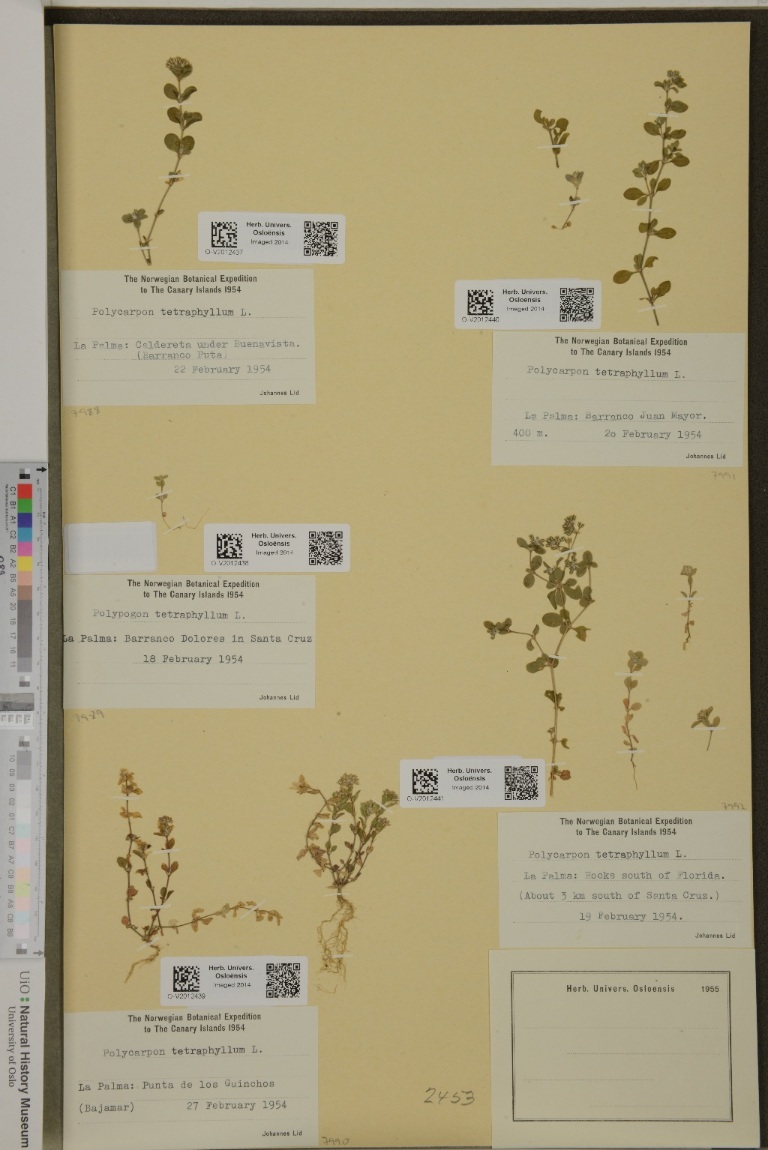 Herb. Univers.
Osloënsis
Imaged 2014
O-V2012437
The Norwegian Botanical Expedition
to The Canary Islands 1954
Polycarpon tetraphyllum L.
La Palma: Caldereta under Buenavista.
(Barranco Puta)
22 February 1954
Johannes Lid
7988
Herb. Univers.
Osloënsis
Imaged 2014
O-V2012440
The Norwegian Botanical Expedition
to The Canary Islands 1954
Polycarpon tetraphyllum L.
La Palma: Barranco Juan Mayor.
400 m. 20 February 1954
Johannes Lid
7991
Herb. Univers.
Osloënsis
Imaged 2014
O-V2012438
The Norwegian Botanical Expedition
to The Canary Islands 1954
Polypogon tetraphyllum L.
La Palma: Barranco Dolores in Santa Cruz
18 February 1954
Johannes Lid
7989
Herb. Univers.
Osloënsis
Imaged 2014
O-V2012441
7992
The Norwegian Botanical Expedition
to The Canary Islands 1954
Polycarpon tetraphyllum L.
La Palma: Rocks south of Florida.
(About 3 km south of Santa Cruz.)
19 February 1954.
Johannes Lid
Herb. Univers.
Osloënsis
Imaged 2014
O-V2012439
The Norwegian Botanical Expedition
to The Canary Islands 1954
Polycarpon tetraphyllum L.
La Palma: Punta de los Guinchos
(Bajamar) 27 February 1954
Johannes Lid
7990
2453
Herb. Univers. Osloensis 1955
UiO Natural History Museum
University of Oslo